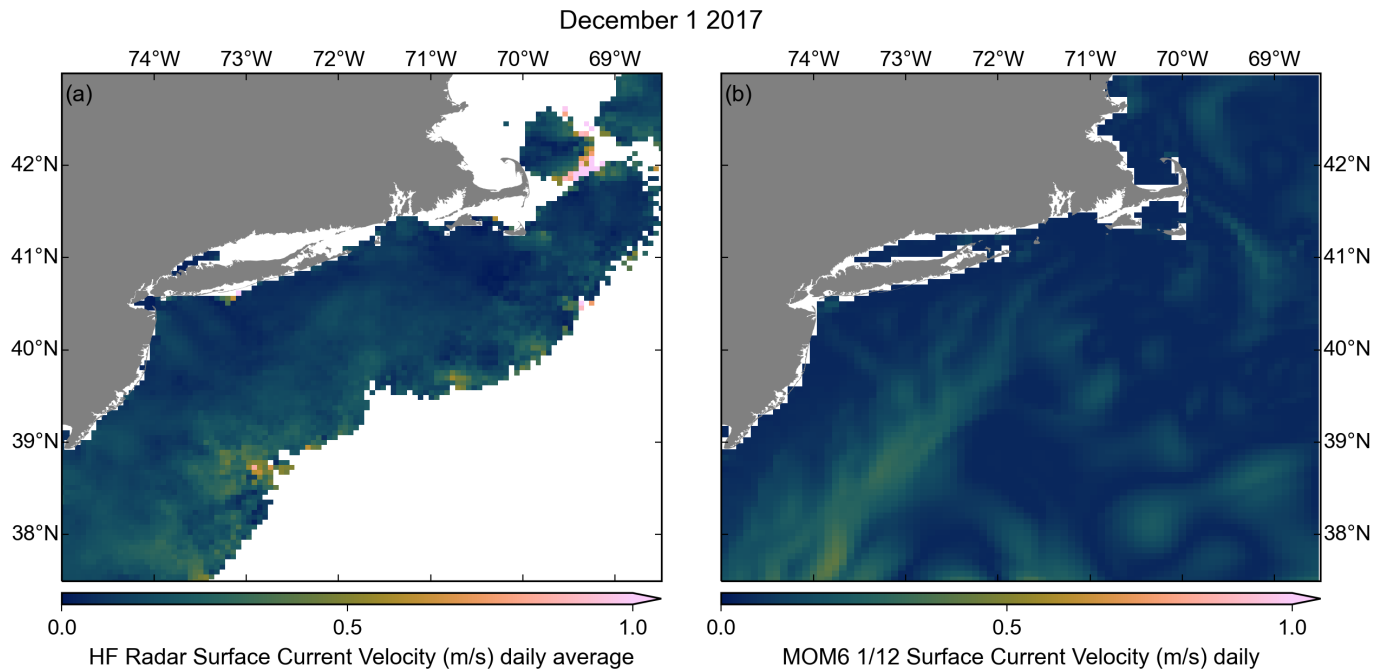 December 1 2017
74°W 73°W 72°W 71°W 70°W 69°W 74°W 73°W 72°W 71°W 70°W 69°W
(a) (b)
42°N 42°N
41°N 41°N
40°N 40°N
39°N 39°N
38°N 38°N
0.0 0.5 1.0 0.0 0.5 1.0
HF Radar Surface Current Velocity (m/s) daily average MOM6 1/12 Surface Current Velocity (m/s) daily